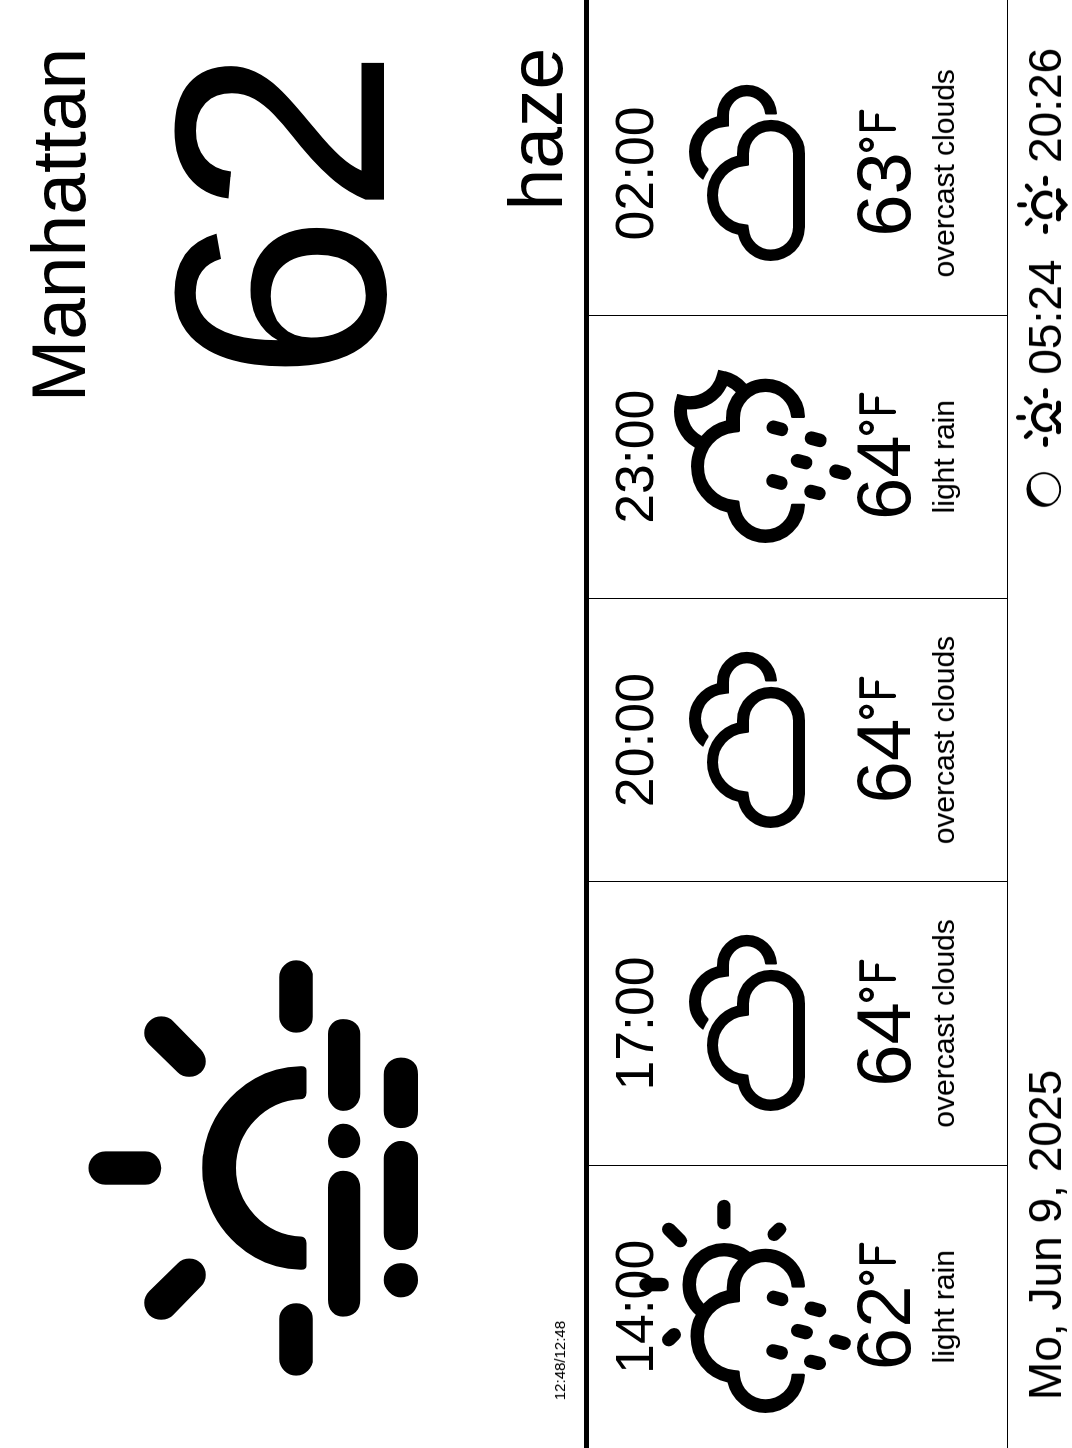 Manhattan
62
haze
12:48/12:48
14:00
17:00
20:00
23:00
02:00
62°F
64°F
64°F
64°F
63°F
light rain
overcast clouds
overcast clouds
light rain
overcast clouds
Mo, Jun 9, 2025
05:24
20:26